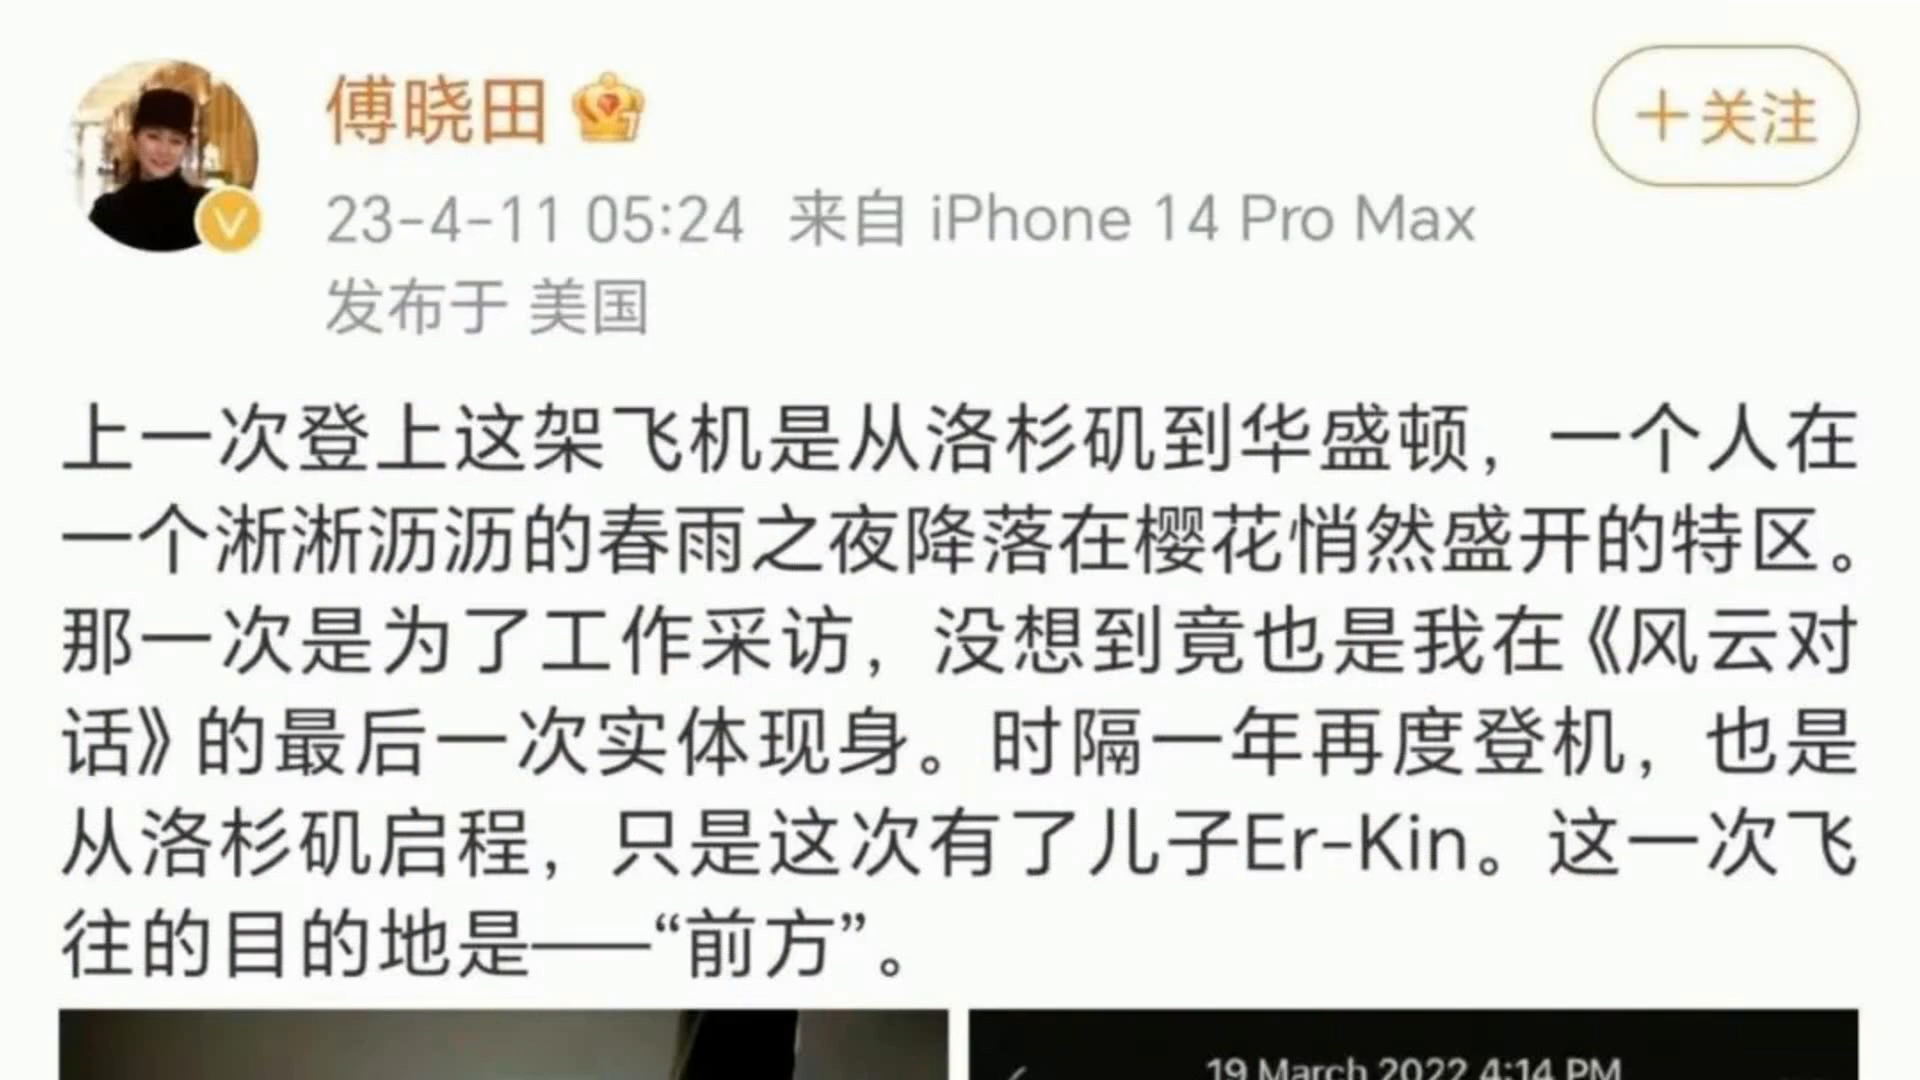 傅晓田
+关注
23-4-11 05:24 来自 iPhone 14 Pro Max
发布于 美国
上一次登上这架飞机是从洛杉矶到华盛顿，一个人在
一个淅淅沥沥的春雨之夜降落在樱花悄然盛开的特区。
那一次是为了工作采访，没想到竟也是我在《风云对
话》的最后一次实体现身。时隔一年再度登机，也是
从洛杉矶启程，只是这次有了儿子Er-Kin。这一次飞
往的目的地是——“前方”。
19 March 2022 4:14 PM